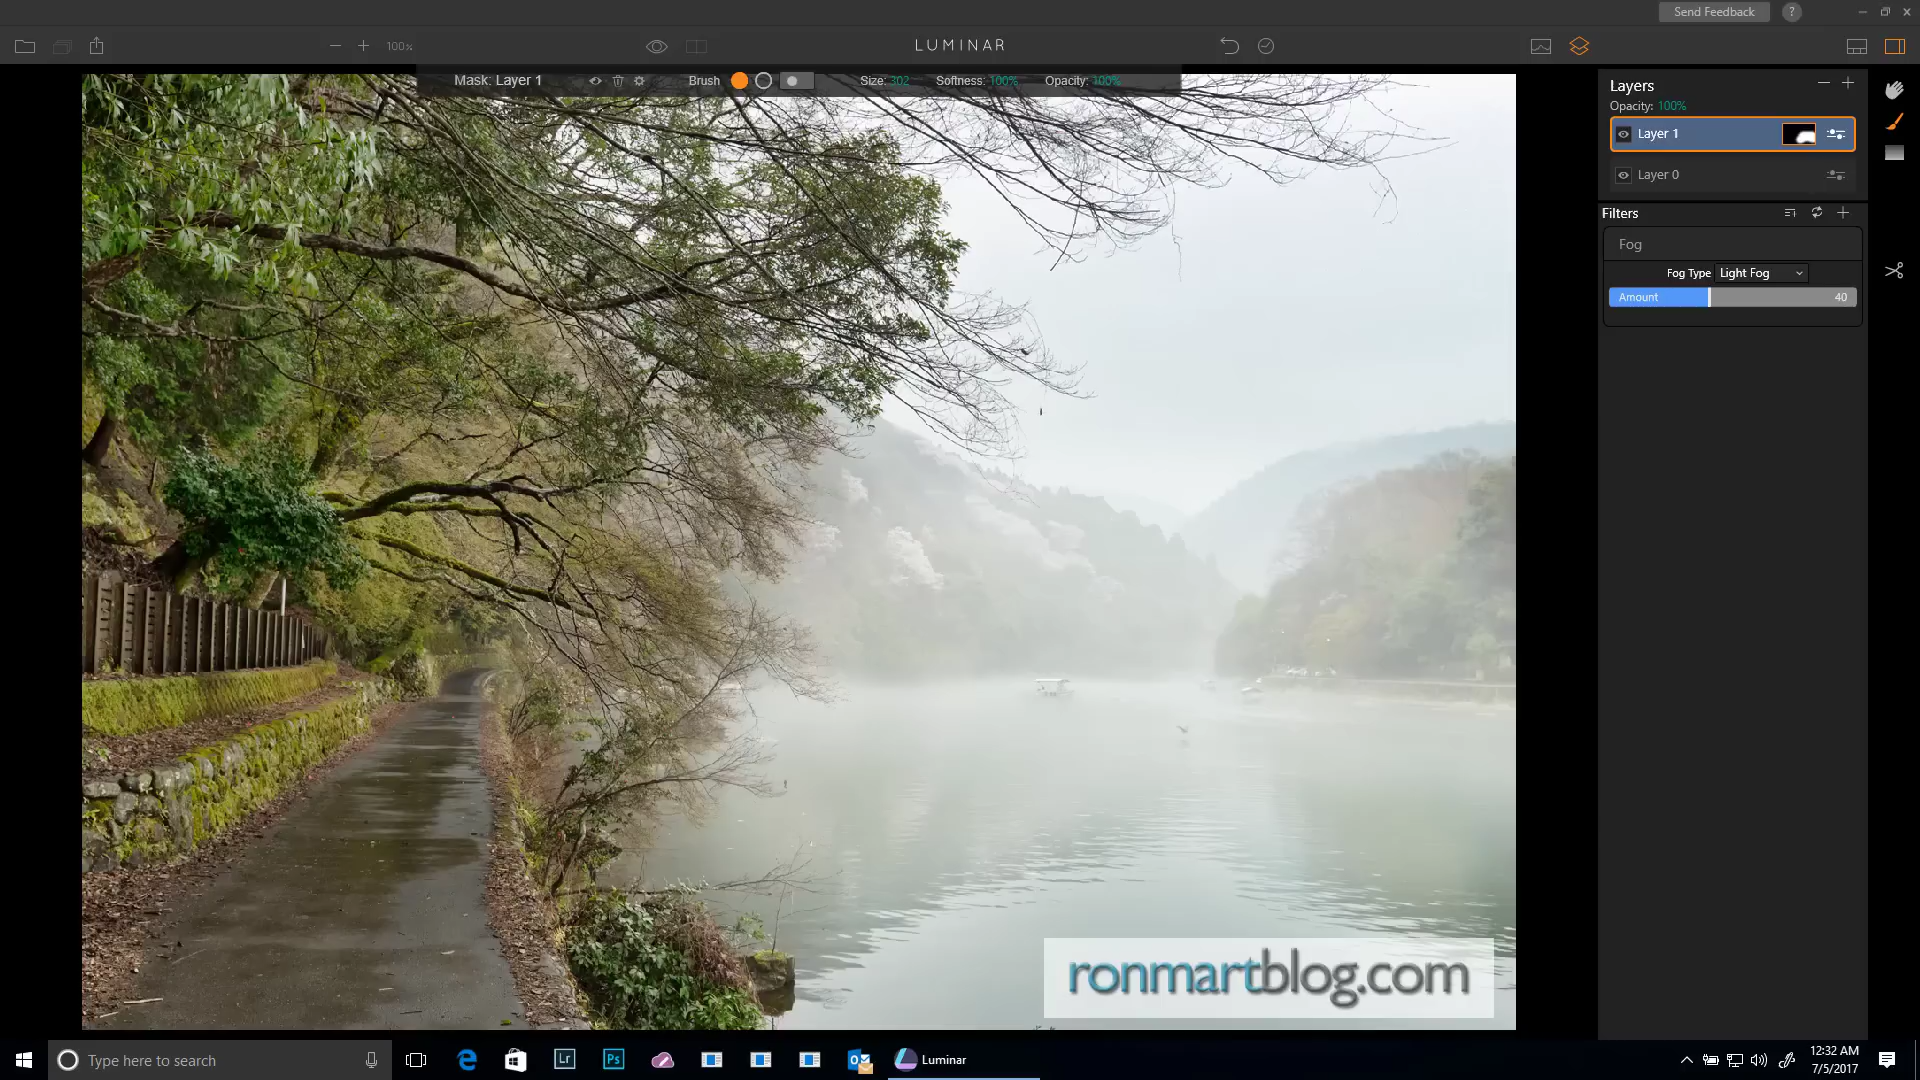 Send Feedback ?
100% LUMINAR
Mask: Layer 1 Brush Size: 302 Softness: 100% Opacity: 100%
Layers
Opacity: 100%
Layer 1
Layer 0
Filters
Fog
Fog Type Light Fog
Amount 40
ronmartblog.com
Type here to search
Lr
Ps
Luminar
12:32 AM
7/5/2017